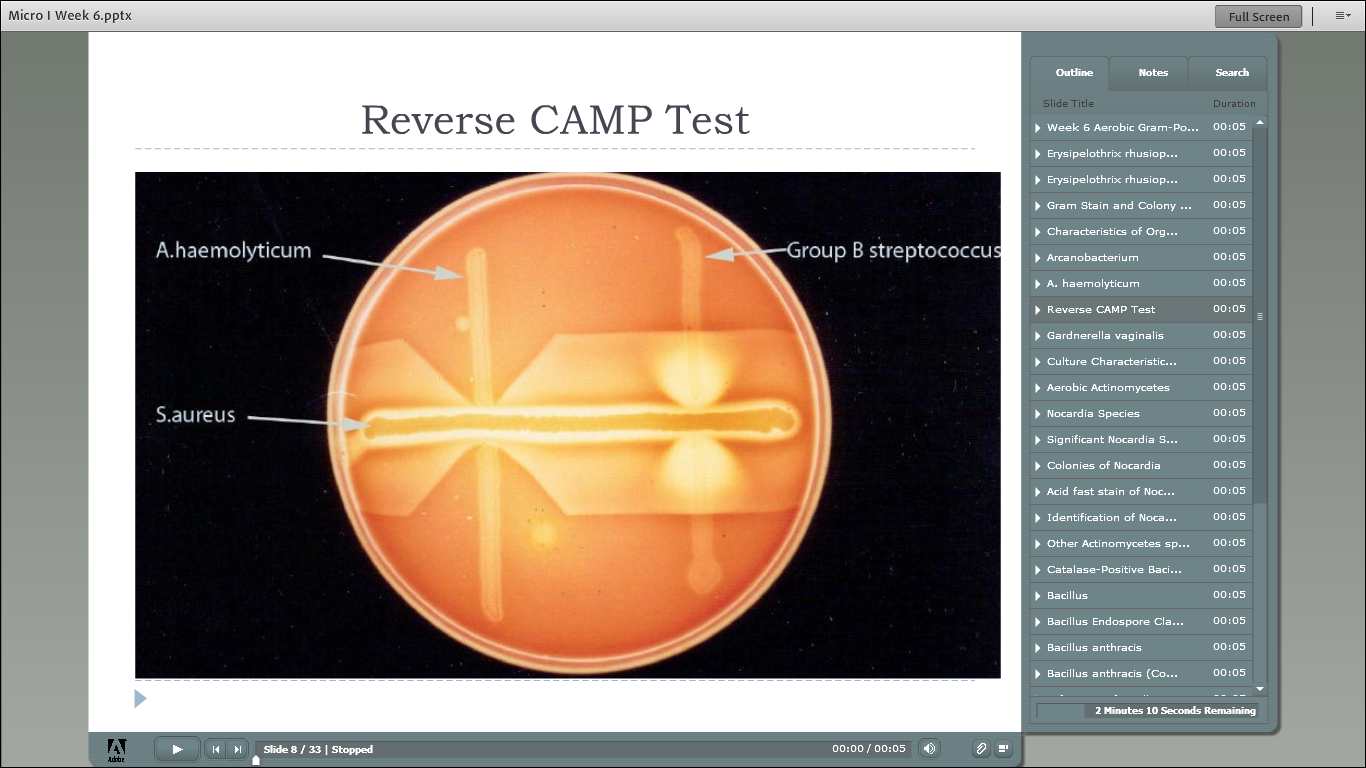 Micro I Week 6.pptx
Full Screen
Reverse CAMP Test
A.haemolyticum
Group B streptococcus
S.aureus
Outline Notes Search
Slide Title Duration
Week 6 Aerobic Gram-Po... 00:05
Erysipelothrix rhusiop... 00:05
Erysipelothrix rhusiop... 00:05
Gram Stain and Colony ... 00:05
Characteristics of Org... 00:05
Arcanobacterium 00:05
A. haemolyticum 00:05
Reverse CAMP Test 00:05
Gardnerella vaginalis 00:05
Culture Characteristic... 00:05
Aerobic Actinomycetes 00:05
Nocardia Species 00:05
Significant Nocardia S... 00:05
Colonies of Nocardia 00:05
Acid fast stain of Noc... 00:05
Identification of Noca... 00:05
Other Actinomycetes sp... 00:05
Catalase-Positive Baci... 00:05
Bacillus 00:05
Bacillus Endospore Cla... 00:05
Bacillus anthracis 00:05
Bacillus anthracis (Co... 00:05
2 Minutes 10 Seconds Remaining
Adobe
Slide 8 / 33 | Stopped
00:00 / 00:05